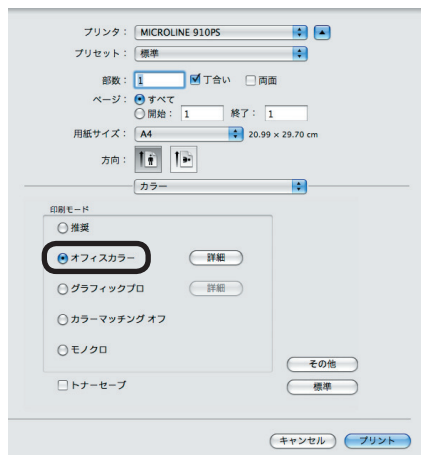 プリンタ： MICROLINE 910PS
プリセット： 標準
部数： 1 丁合い 両面
ページ： すべて
開始： 1 終了： 1
用紙サイズ： A4 20.99 × 29.70 cm
方向：
カラー
印刷モード
推奨
オフィスカラー 詳細
グラフィックプロ 詳細
カラーマッチング オフ
モノクロ
その他
トナーセーブ 標準
キャンセル プリント